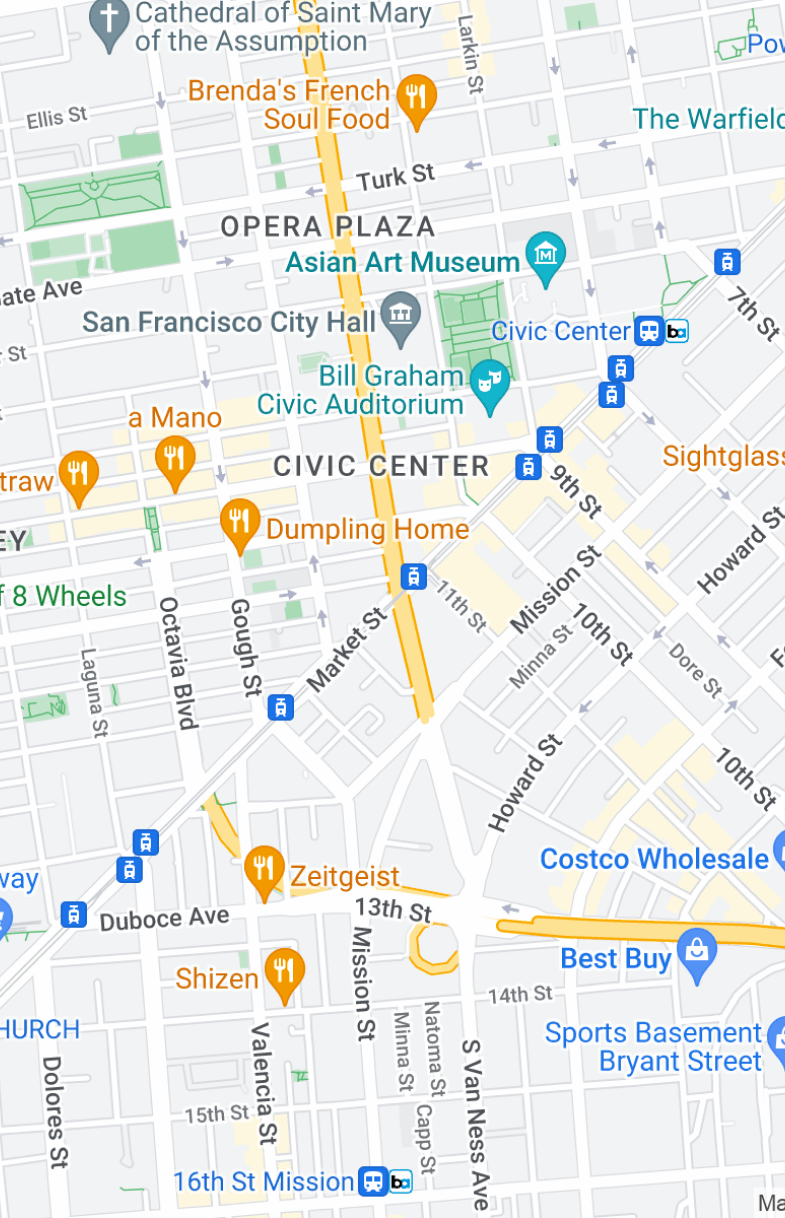 Cathedral of Saint Mary
of the Assumption
Larkin St
Pow
Brenda's French
Soul Food
Ellis St
The Warfield
Turk St
OPERA PLAZA
Asian Art Museum
ate Ave
7th St
San Francisco City Hall
Civic Center
ba
St
Bill Graham
Civic Auditorium
a Mano
CIVIC CENTER
Sightglass
traw
9th St
Dumpling Home
EY
Howard St
f 8 Wheels
Mission St
11th St
10th St
Octavia Blvd
Gough St
Market St
Minna St
Dore St
Laguna St
Howard St
10th St
Costco Wholesale
way
Zeitgeist
Duboce Ave
13th St
Best Buy
Mission St
Shizen
14th St
HURCH
Minna St
Natoma St
Sports Basement
Bryant Street
Valencia St
Dolores St
S Van Ness Ave
15th St
Capp St
16th St Mission
ba
Ma